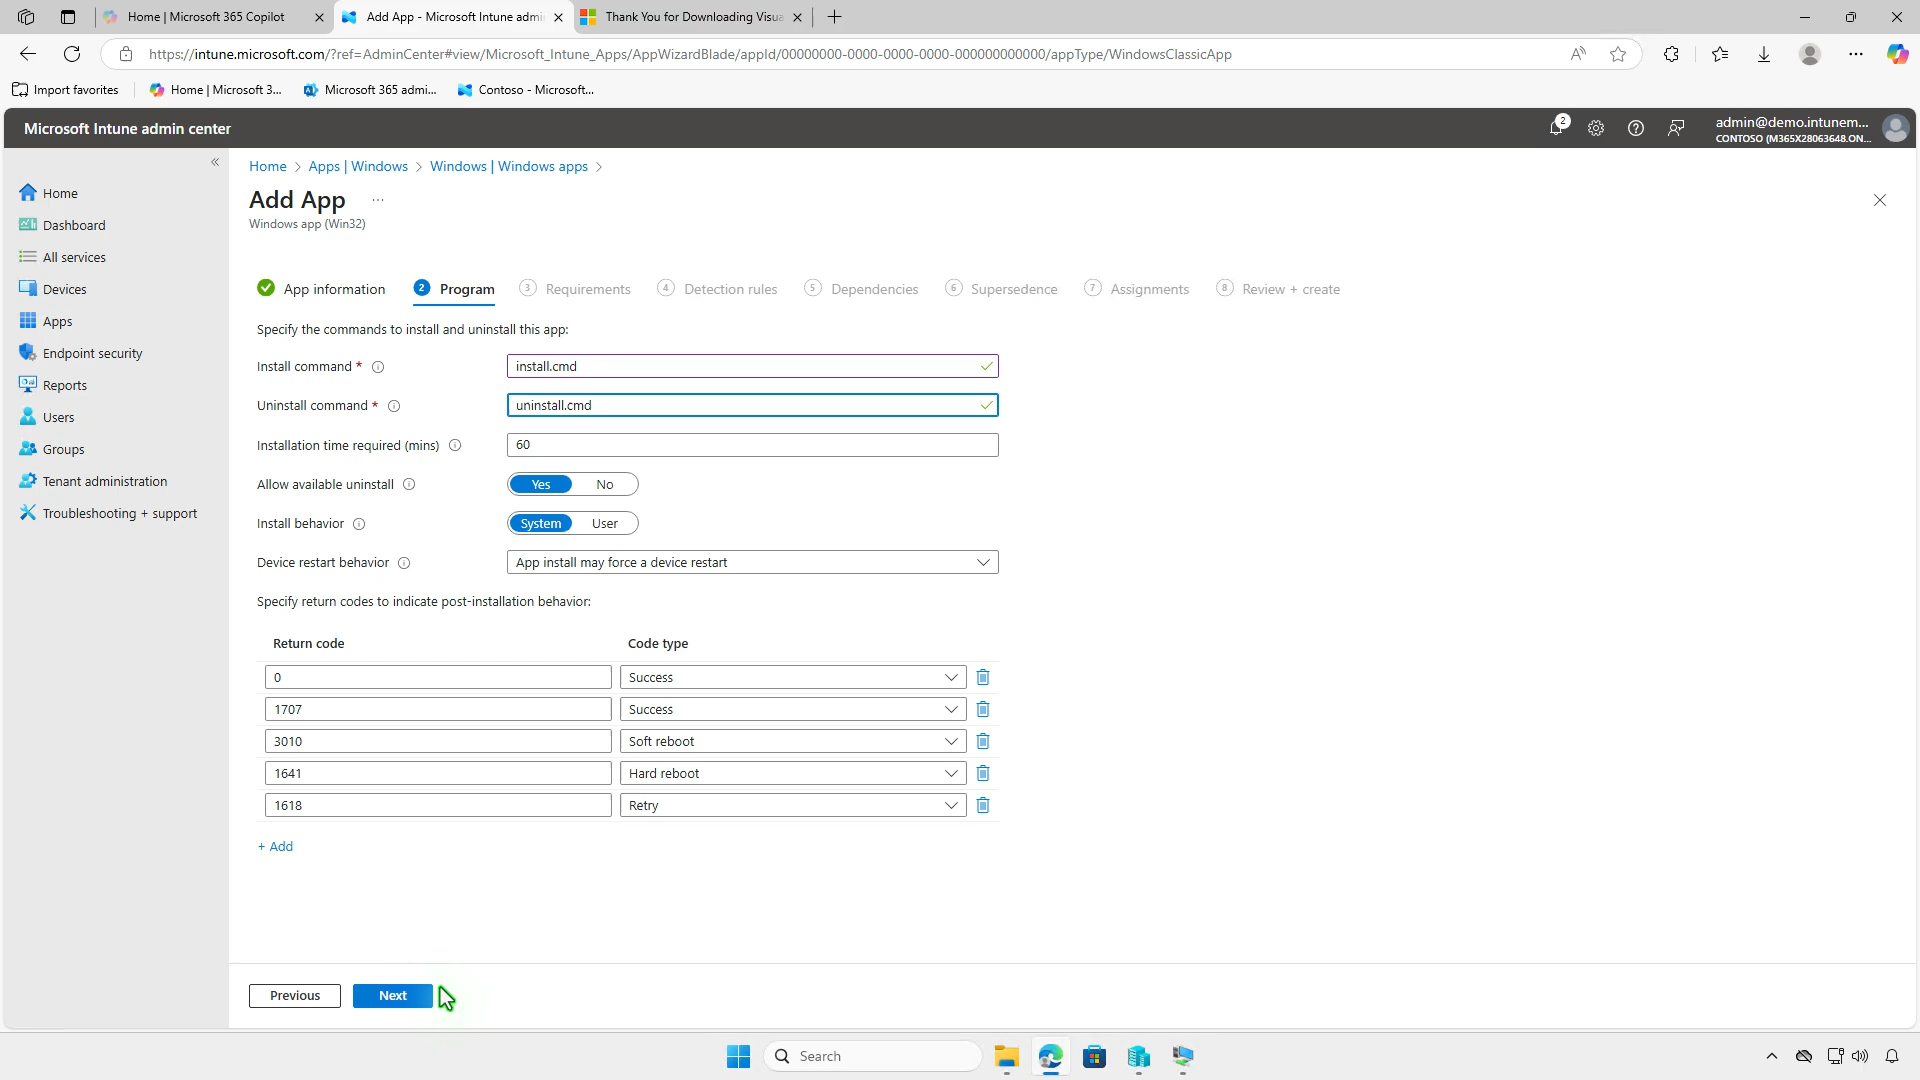 Home | Microsoft 365 Copilot
Add App - Microsoft Intune admi
Thank You for Downloading Visua
https://intune.microsoft.com/?ref=AdminCenter#view/Microsoft_Intune_Apps/AppWizardBlade/appId/00000000-0000-0000-0000-000000000000/appType/WindowsClassicApp
Import favorites
Home | Microsoft 3...
Microsoft 365 admi...
Contoso - Microsoft...
Microsoft Intune admin center
2
admin@demo.intunem...
CONTOSO (M365X28063648.ON...
Home
Dashboard
All services
Devices
Apps
Endpoint security
Reports
Users
Groups
Tenant administration
Troubleshooting + support
Home > Apps | Windows > Windows | Windows apps >
Add App ...
Windows app (Win32)
App information
2 Program
3 Requirements
4 Detection rules
5 Dependencies
6 Supersedence
7 Assignments
8 Review + create
Specify the commands to install and uninstall this app:
Install command * install.cmd
Uninstall command * uninstall.cmd
Installation time required (mins) 60
Allow available uninstall Yes No
Install behavior System User
Device restart behavior App install may force a device restart
Specify return codes to indicate post-installation behavior:
Return code Code type
0 Success
1707 Success
3010 Soft reboot
1641 Hard reboot
1618 Retry
+ Add
Previous Next
Search